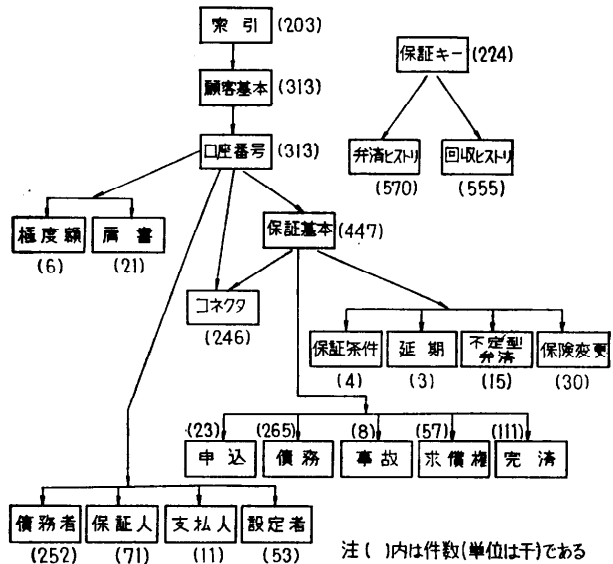 索引 (203)
保証キー (224)
顧客基本 (313)
口座番号 (313)
弁済ヒストリ
回収ヒストリ
(570)
(555)
極度額
肩書
保証基本 (447)
(6)
(21)
コネクタ
(246)
保証条件
延期
不定型
弁済
保険変更
(4)
(3)
(15)
(30)
(23)
(265)
(8)
(57)
(111)
申込
債務
事故
求償権
完済
債務者
保証人
支払人
設定者
(252)
(71)
(11)
(53)
注( )内は件数(単位は千)である